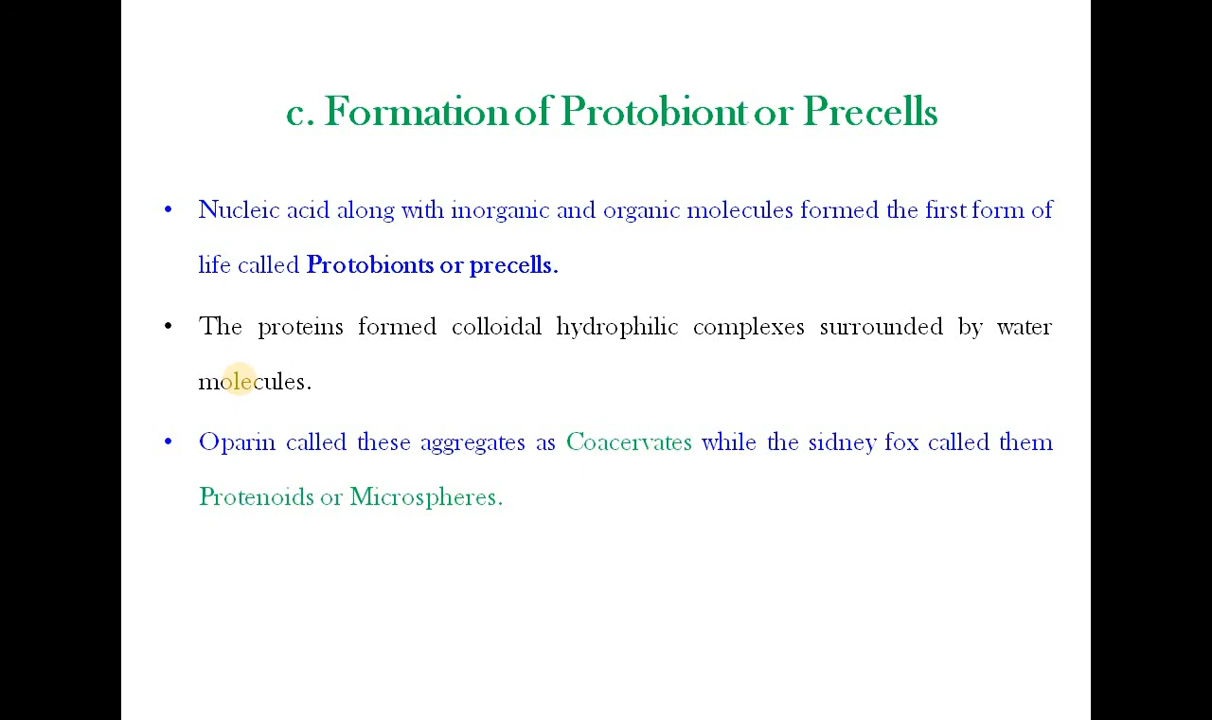 c. Formation of Protobiont or Precells
• Nucleic acid along with inorganic and organic molecules formed the first form of
life called Protobionts or precells.
• The proteins formed colloidal hydrophilic complexes surrounded by water
molecules.
• Oparin called these aggregates as Coacervates while the sidney fox called them
Protenoids or Microspheres.